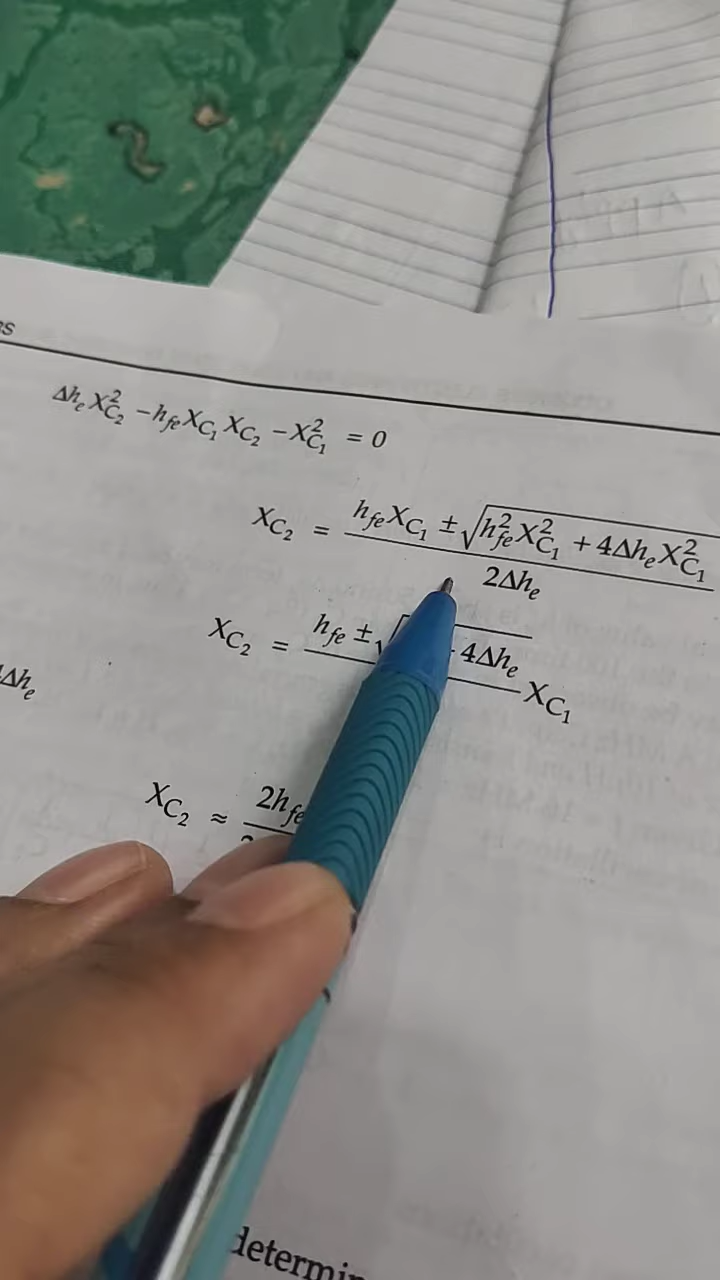 Δh_e X_{C_2}^2 – h_{fe} X_{C_1} X_{C_2} – X_{C_1}^2 = 0
X_{C_2} = \frac{h_{fe} X_{C_1} ± \sqrt{h_{fe}^2 X_{C_1}^2 + 4Δh_e X_{C_1}^2}}{2Δh_e}
X_{C_2} = h_{fe} ± √ 4Δh_e X_{C_1}
Δh_e
X_{C_2} ≈ 2h_{fe}